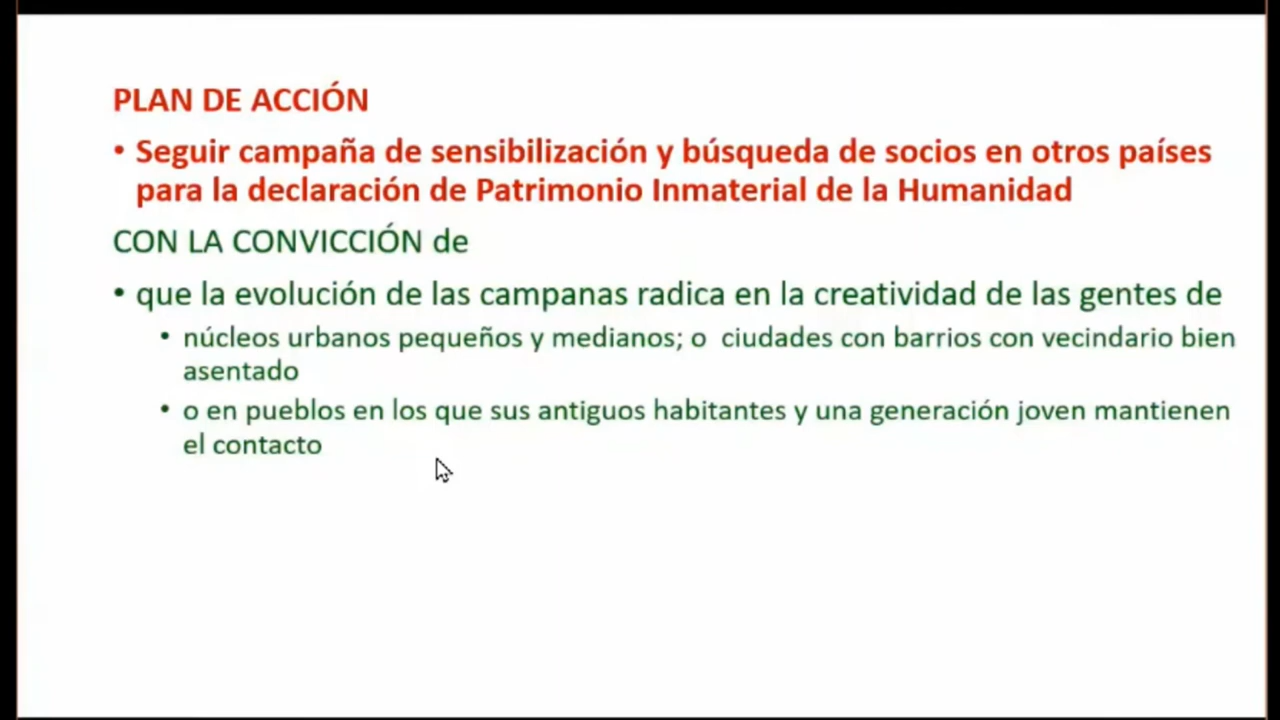 PLAN DE ACCIÓN
• Seguir campaña de sensibilización y búsqueda de socios en otros países
para la declaración de Patrimonio Inmaterial de la Humanidad
CON LA CONVICCIÓN de
• que la evolución de las campanas radica en la creatividad de las gentes de
• núcleos urbanos pequeños y medianos; o ciudades con barrios con vecindario bien
asentado
• o en pueblos en los que sus antiguos habitantes y una generación joven mantienen
el contacto